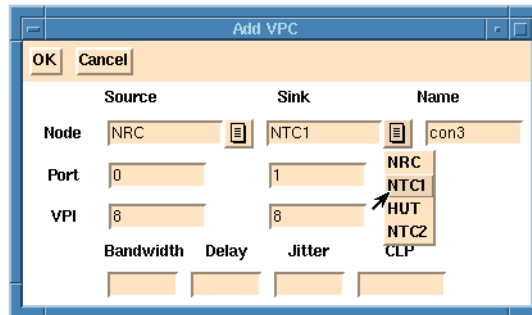 Add VPC
OK Cancel
Source Sink Name
Node NRC NTC1 con3
NRC
Port 0 1
NTC1
VPI 8 8
HUT
NTC2
Bandwidth Delay Jitter CLP